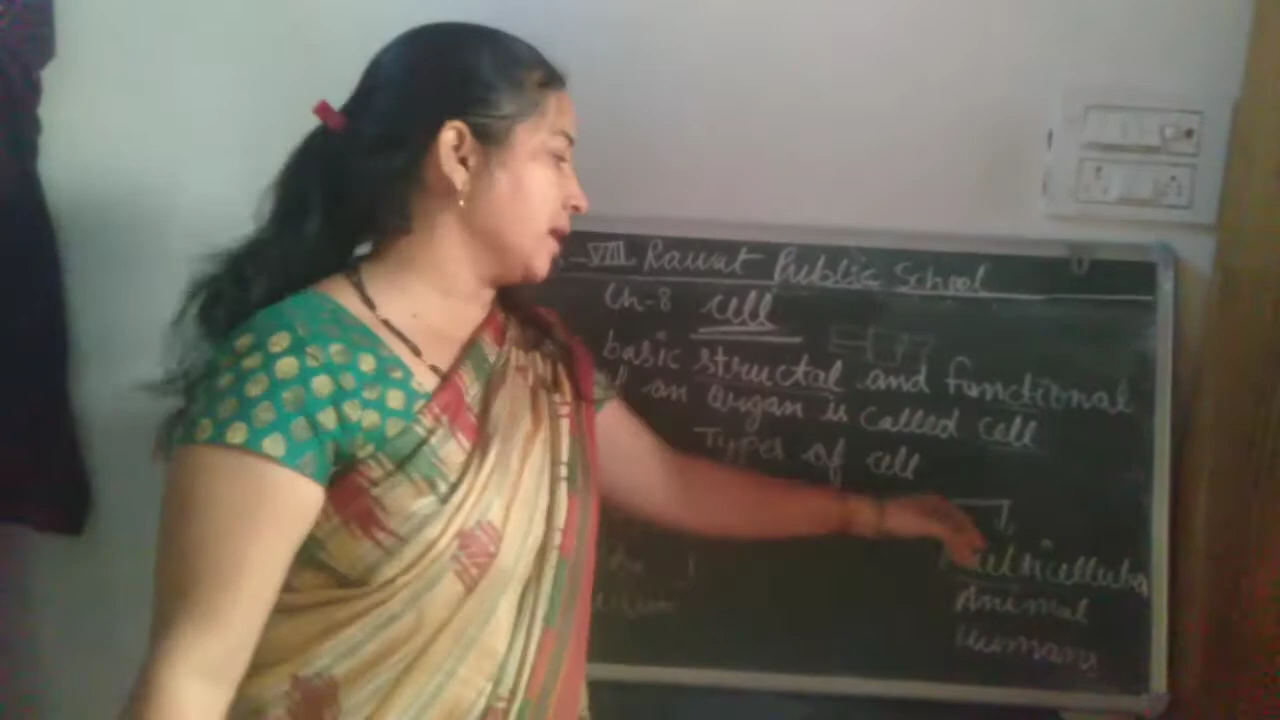 VIII Rawat Public School
Ch-8 cell
basic structal and functional
an organ is called cell
Types of cell
Multicellular
Animal
Humans